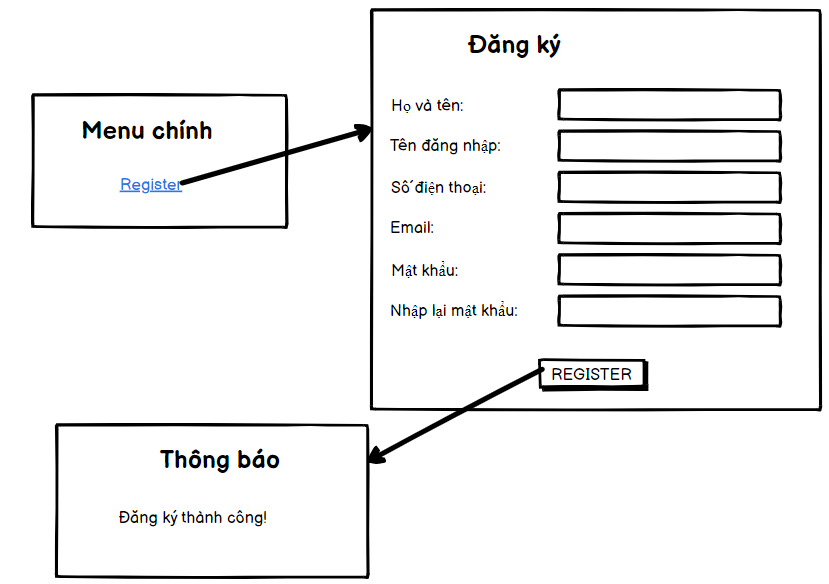 Menu chính
Register
Đăng ký
Họ và tên:
Tên đăng nhập:
Số điện thoại:
Email:
Mật khẩu:
Nhập lại mật khẩu:
REGISTER
Thông báo
Đăng ký thành công!